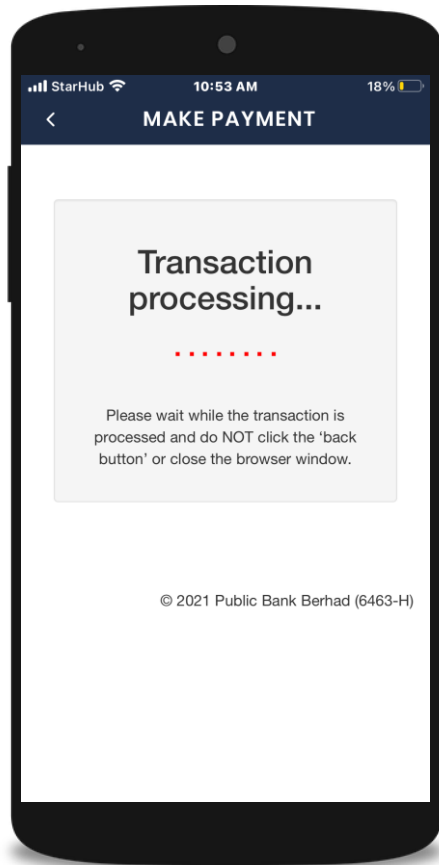 StarHub 10:53 AM 18%
MAKE PAYMENT
Transaction
processing...
Please wait while the transaction is
processed and do NOT click the ‘back
button’ or close the browser window.
© 2021 Public Bank Berhad (6463-H)